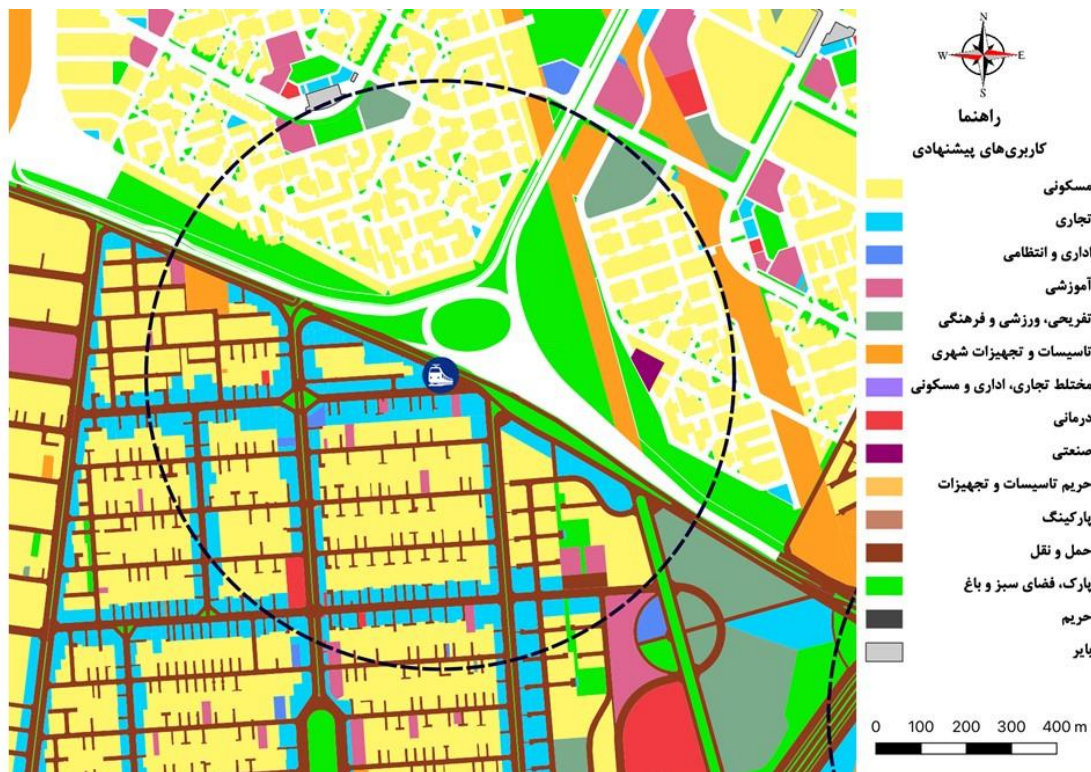 N
W E
S
راهنما
کاربری‌های پیشنهادی
مسکونی
تجاری
اداری و انتظامی
آموزشی
تفریحی، ورزشی و فرهنگی
تاسیسات و تجهیزات شهری
مختلط تجاری، اداری و مسکونی
درمانی
صنعتی
حریم تاسیسات و تجهیزات
پارکینگ
حمل و نقل
پارک، فضای سبز و باغ
حریم
بایر
0 100 200 300 400 m